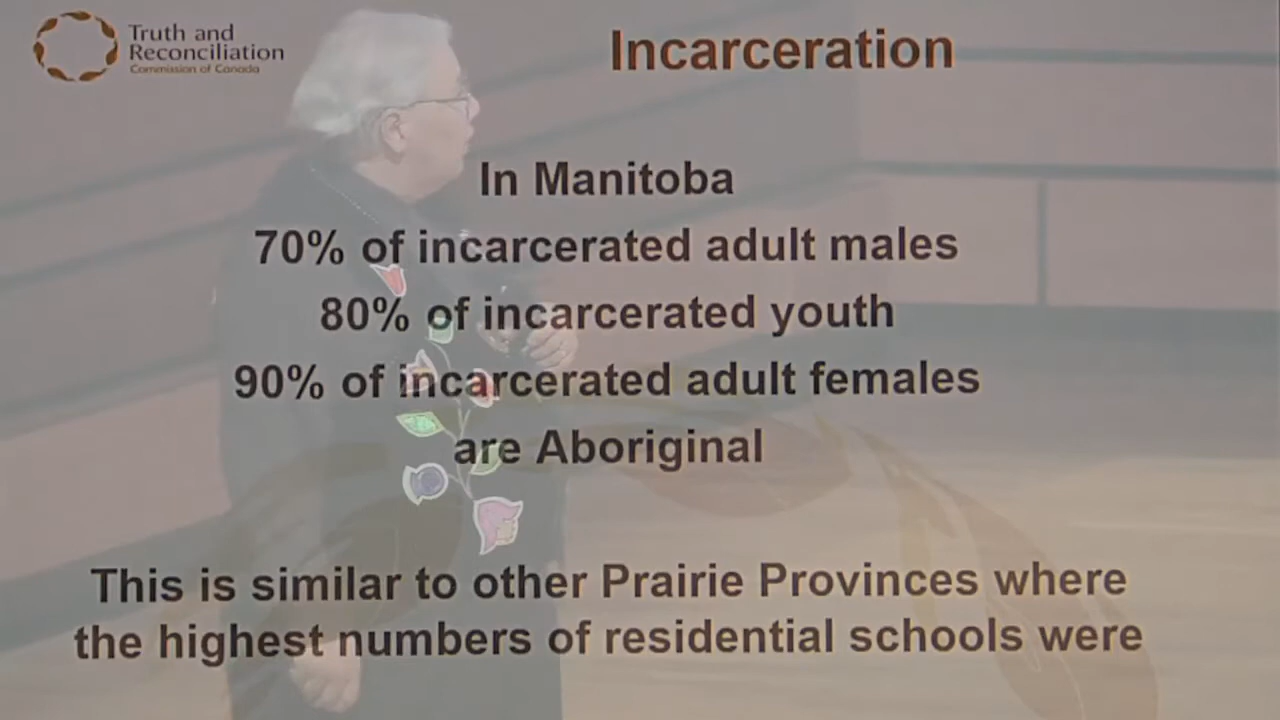 Truth and
Reconciliation
Commission of Canada
Incarceration
In Manitoba
70% of incarcerated adult males
80% of incarcerated youth
90% of incarcerated adult females
are Aboriginal
This is similar to other Prairie Provinces where
the highest numbers of residential schools were